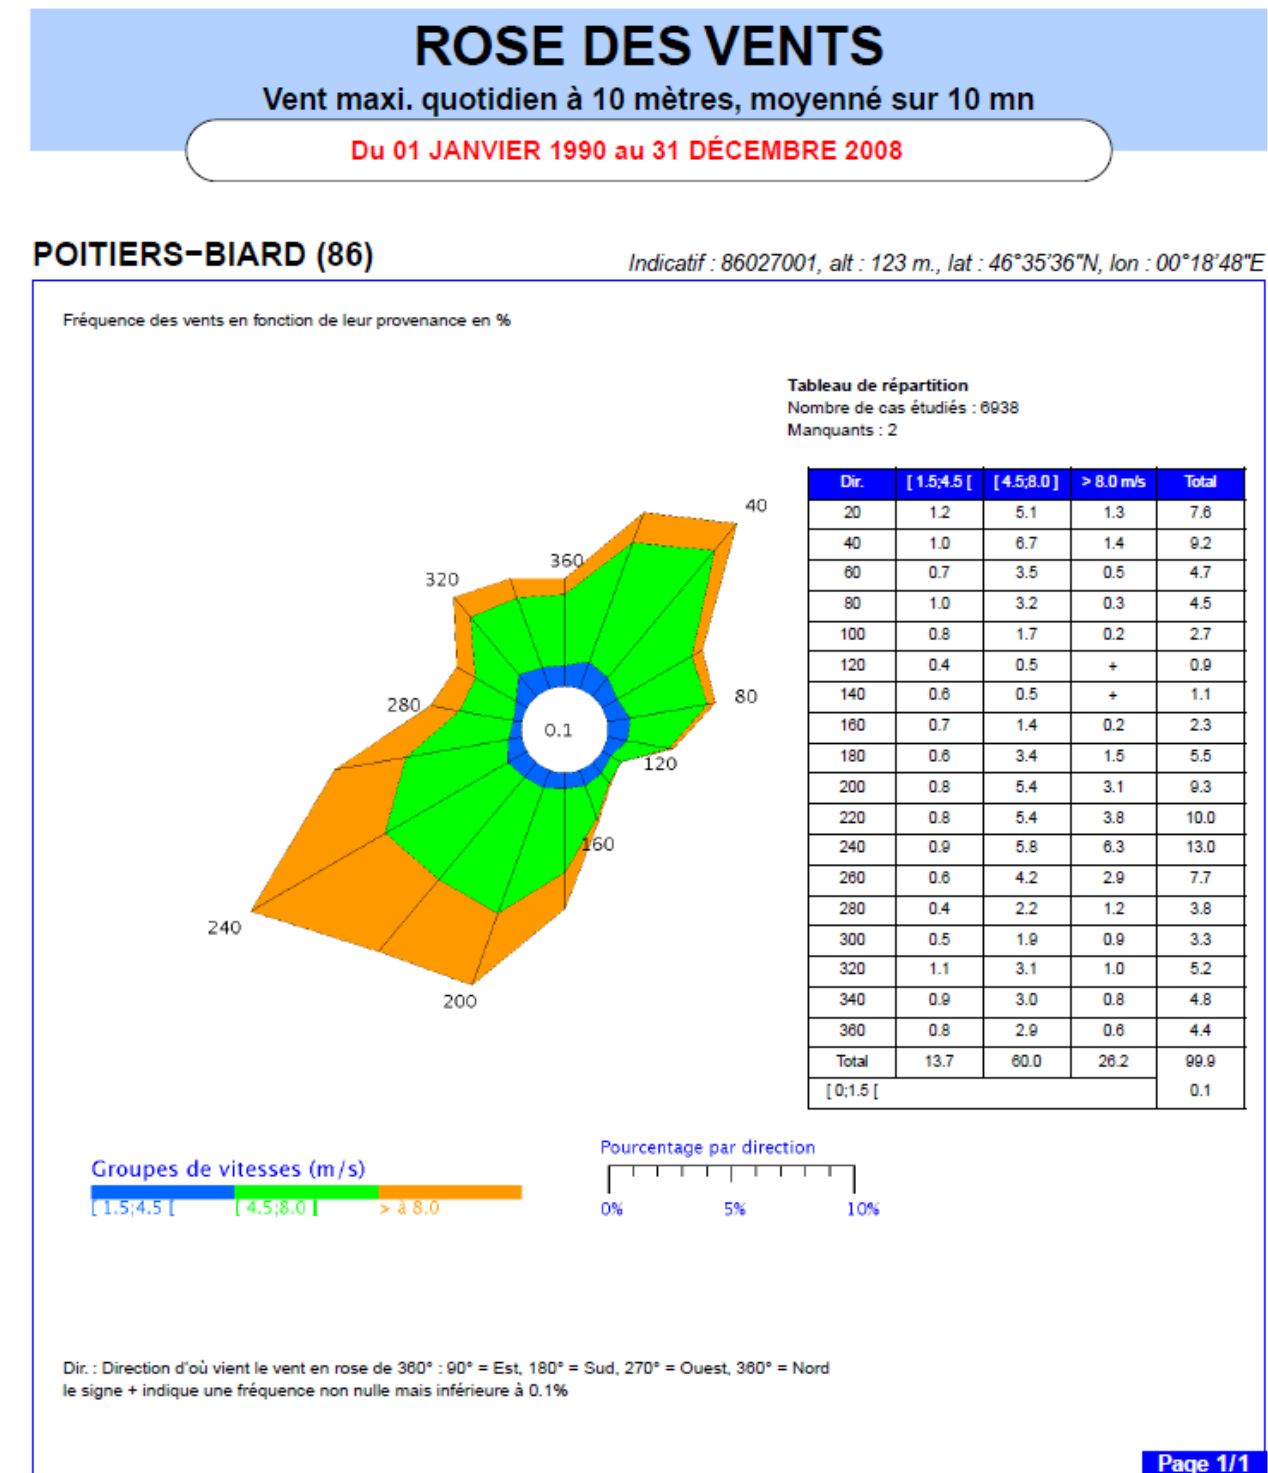 ROSE DES VENTS
Vent maxi. quotidien à 10 mètres, moyenné sur 10 mn
Du 01 JANVIER 1990 au 31 DÉCEMBRE 2008
POITIERS−BIARD (86)
Indicatif : 86027001, alt : 123 m., lat : 46°35'36"N, lon : 00°18'48"E
Fréquence des vents en fonction de leur provenance en %
Tableau de répartition
Nombre de cas étudiés : 6938
Manquants : 2
Dir. [ 1.5;4.5 [ [ 4.5;8.0 ] > 8.0 m/s Total
20 1.2 5.1 1.3 7.6
40 1.0 6.7 1.4 9.2
60 0.7 3.5 0.5 4.7
80 1.0 3.2 0.3 4.5
100 0.8 1.7 0.2 2.7
120 0.4 0.5 + 0.9
140 0.6 0.5 + 1.1
160 0.7 1.4 0.2 2.3
180 0.6 3.4 1.5 5.5
200 0.8 5.4 3.1 9.3
220 0.8 5.4 3.8 10.0
240 0.9 5.8 6.3 13.0
260 0.6 4.2 2.9 7.7
280 0.4 2.2 1.2 3.8
300 0.5 1.9 0.9 3.3
320 1.1 3.1 1.0 5.2
340 0.9 3.0 0.8 4.8
360 0.8 2.9 0.6 4.4
Total 13.7 60.0 26.2 99.9
[ 0;1.5 [ 0.1
40
360
320
280
80
0.1
120
160
240
200
Groupes de vitesses (m/s)
[ 1.5;4.5 [ [ 4.5;8.0 ] > à 8.0
Pourcentage par direction
0% 5% 10%
Dir. : Direction d'où vient le vent en rose de 360° : 90° = Est, 180° = Sud, 270° = Ouest, 360° = Nord
le signe + indique une fréquence non nulle mais inférieure à 0.1%
Page 1/1